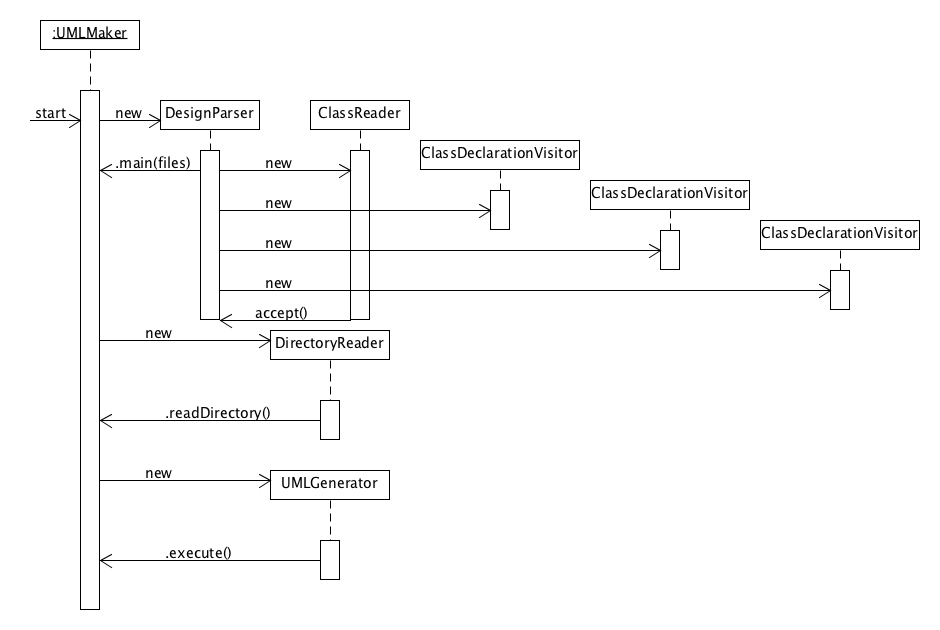 :UMLMaker
start
new
DesignParser
ClassReader
.main(files)
new
ClassDeclarationVisitor
new
ClassDeclarationVisitor
new
ClassDeclarationVisitor
new
accept()
new
DirectoryReader
.readDirectory()
new
UMLGenerator
.execute()